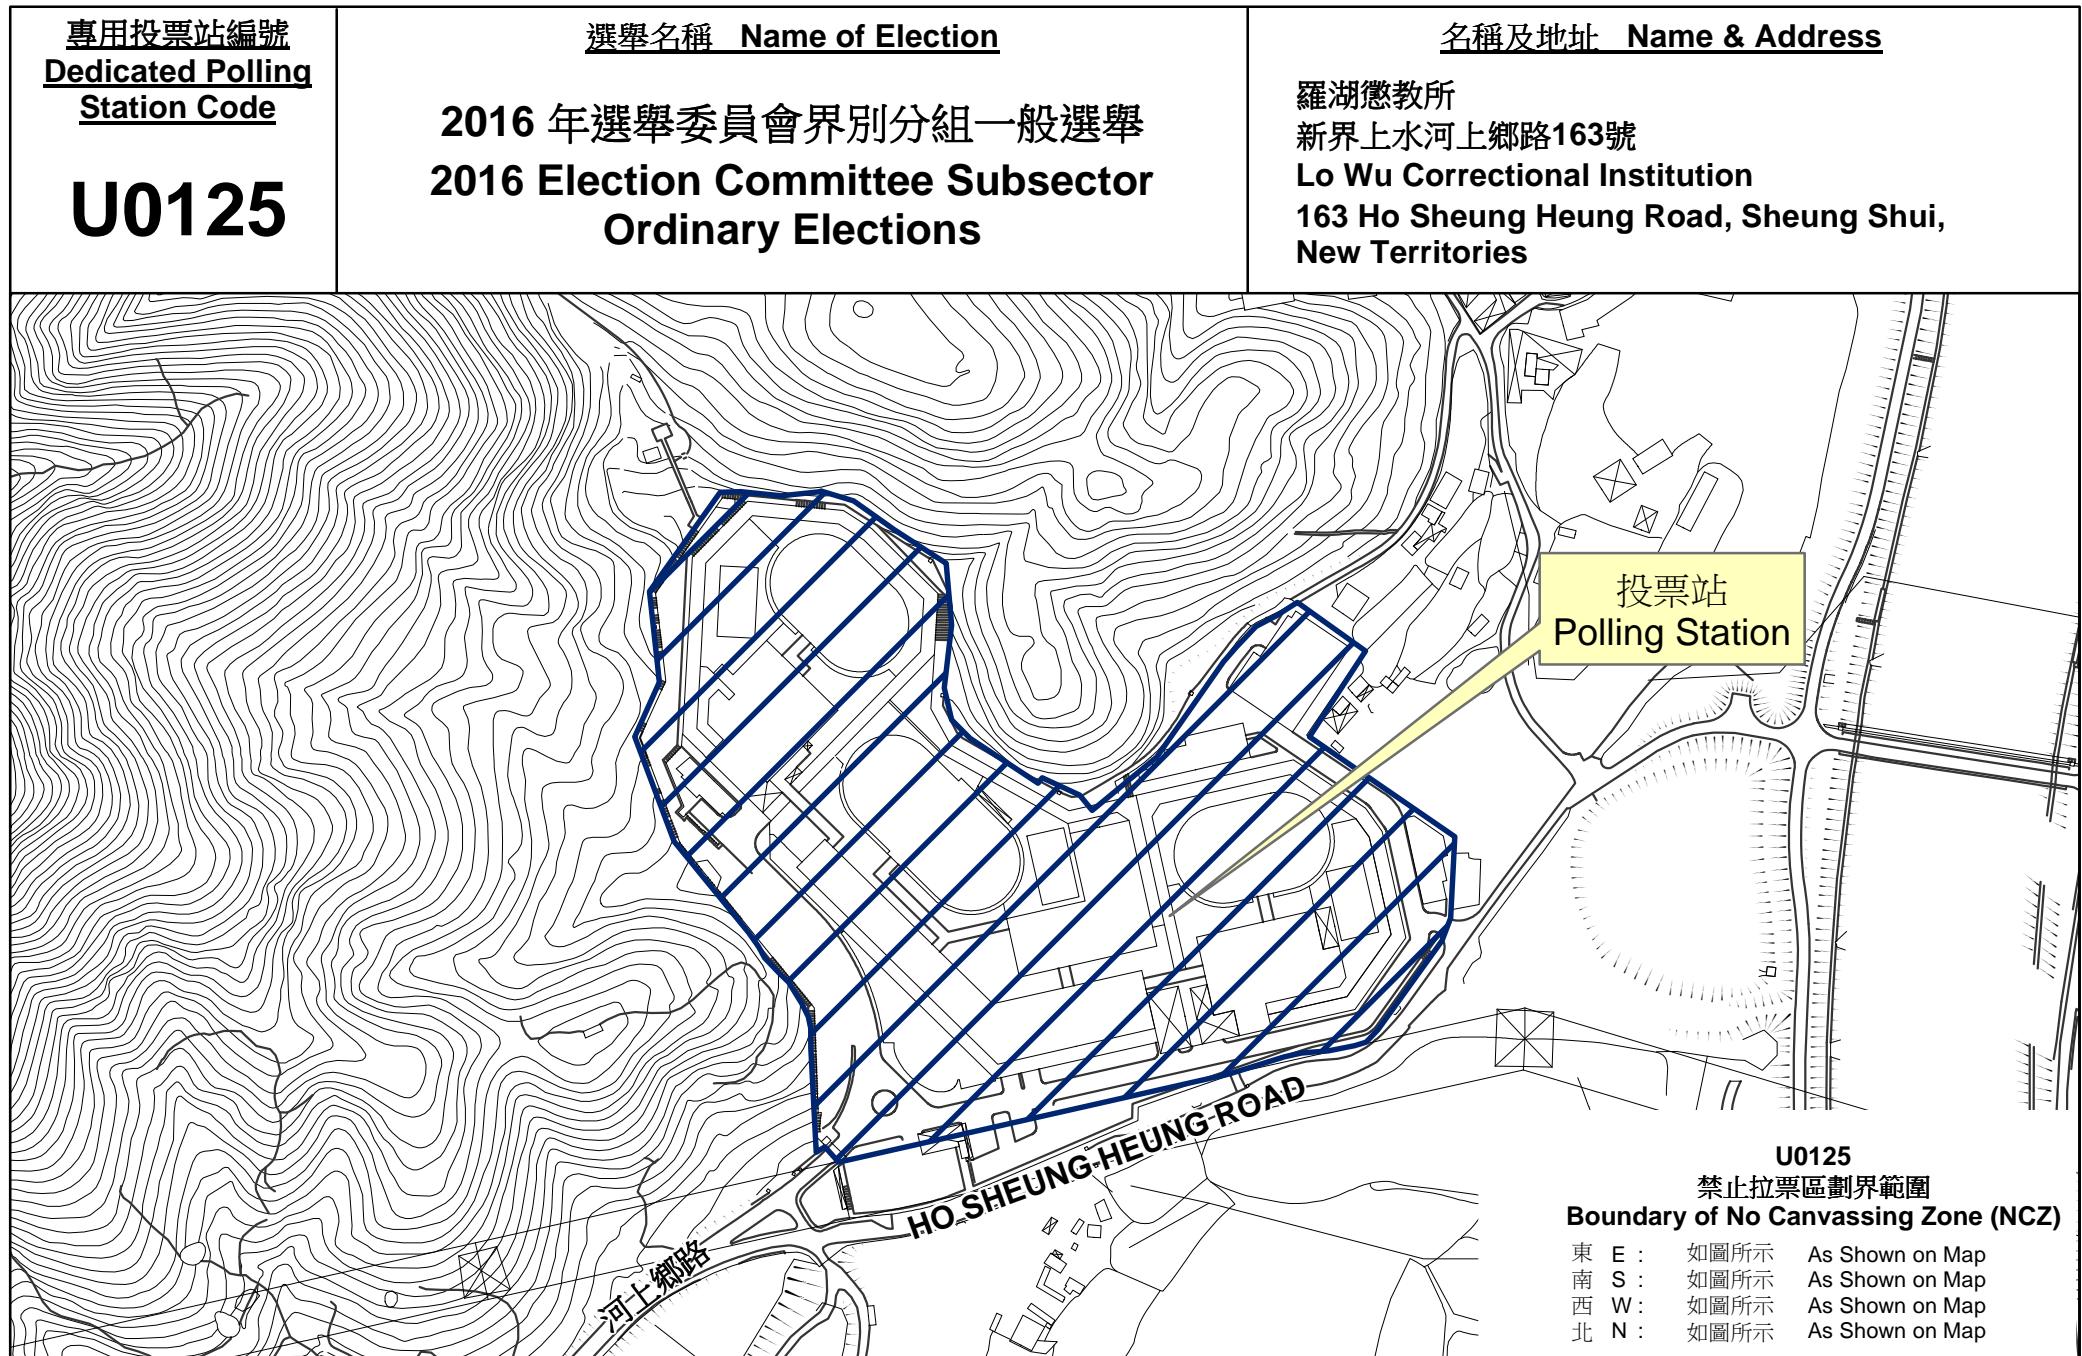 專用投票站編號
Dedicated Polling
Station Code
U0125
選舉名稱 Name of Election
2016 年選舉委員會界別分組一般選舉
2016 Election Committee Subsector
Ordinary Elections
名稱及地址 Name & Address
羅湖懲教所
新界上水河上鄉路163號
Lo Wu Correctional Institution
163 Ho Sheung Heung Road, Sheung Shui,
New Territories
投票站
Polling Station
HO SHEUNG HEUNG ROAD
河上鄉路
U0125
禁止拉票區劃界範圍
Boundary of No Canvassing Zone (NCZ)
東 E : 如圖所示 As Shown on Map
南 S : 如圖所示 As Shown on Map
西 W : 如圖所示 As Shown on Map
北 N : 如圖所示 As Shown on Map